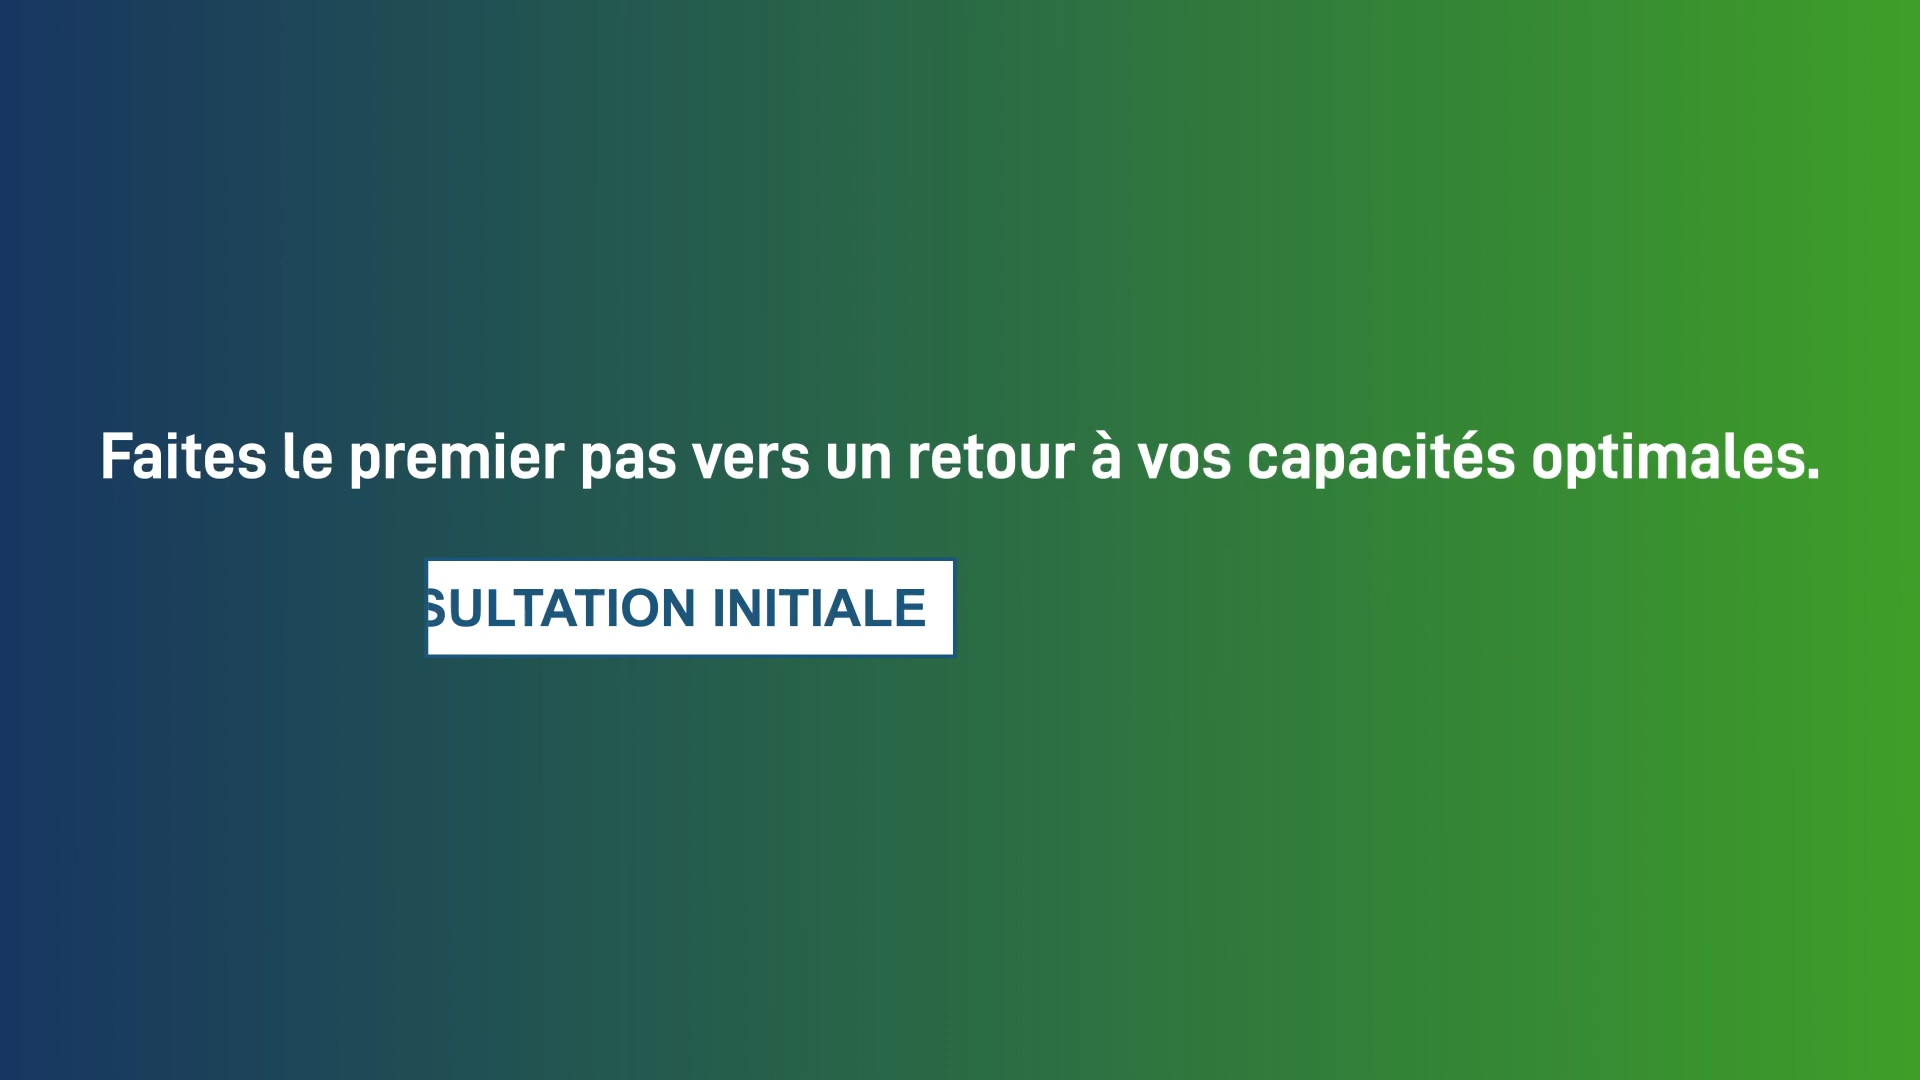 Faites le premier pas vers un retour à vos capacités optimales.
SULTATION INITIALE